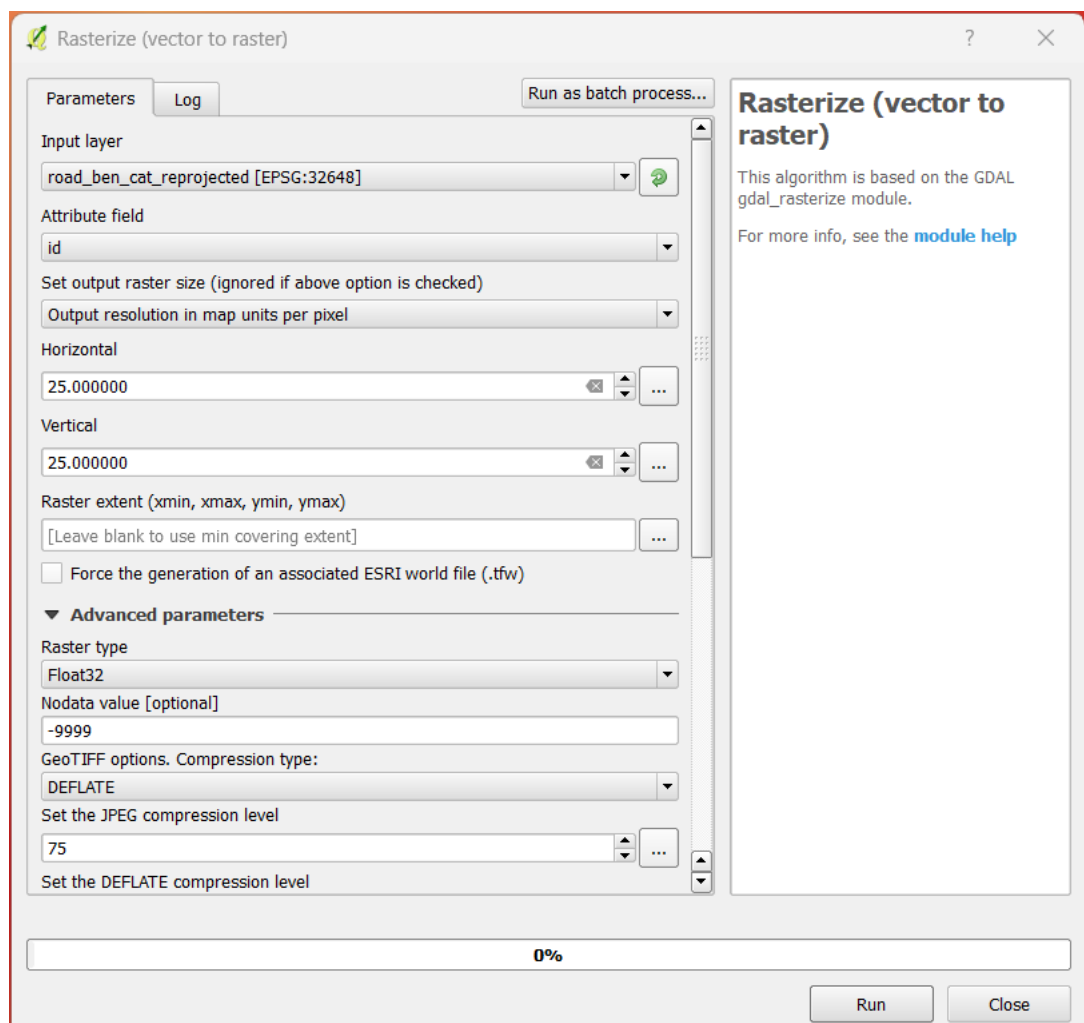 Rasterize (vector to raster)
?
Parameters
Log
Run as batch process...
Input layer
road_ben_cat_reprojected [EPSG:32648]
Attribute field
id
Set output raster size (ignored if above option is checked)
Output resolution in map units per pixel
Horizontal
25.000000
...
Vertical
25.000000
...
Raster extent (xmin, xmax, ymin, ymax)
[Leave blank to use min covering extent]
...
Force the generation of an associated ESRI world file (.tfw)
Advanced parameters
Raster type
Float32
Nodata value [optional]
-9999
GeoTIFF options. Compression type:
DEFLATE
Set the JPEG compression level
75
...
Set the DEFLATE compression level
Rasterize (vector to
raster)
This algorithm is based on the GDAL
gdal_rasterize module.
For more info, see the module help
0%
Run
Close